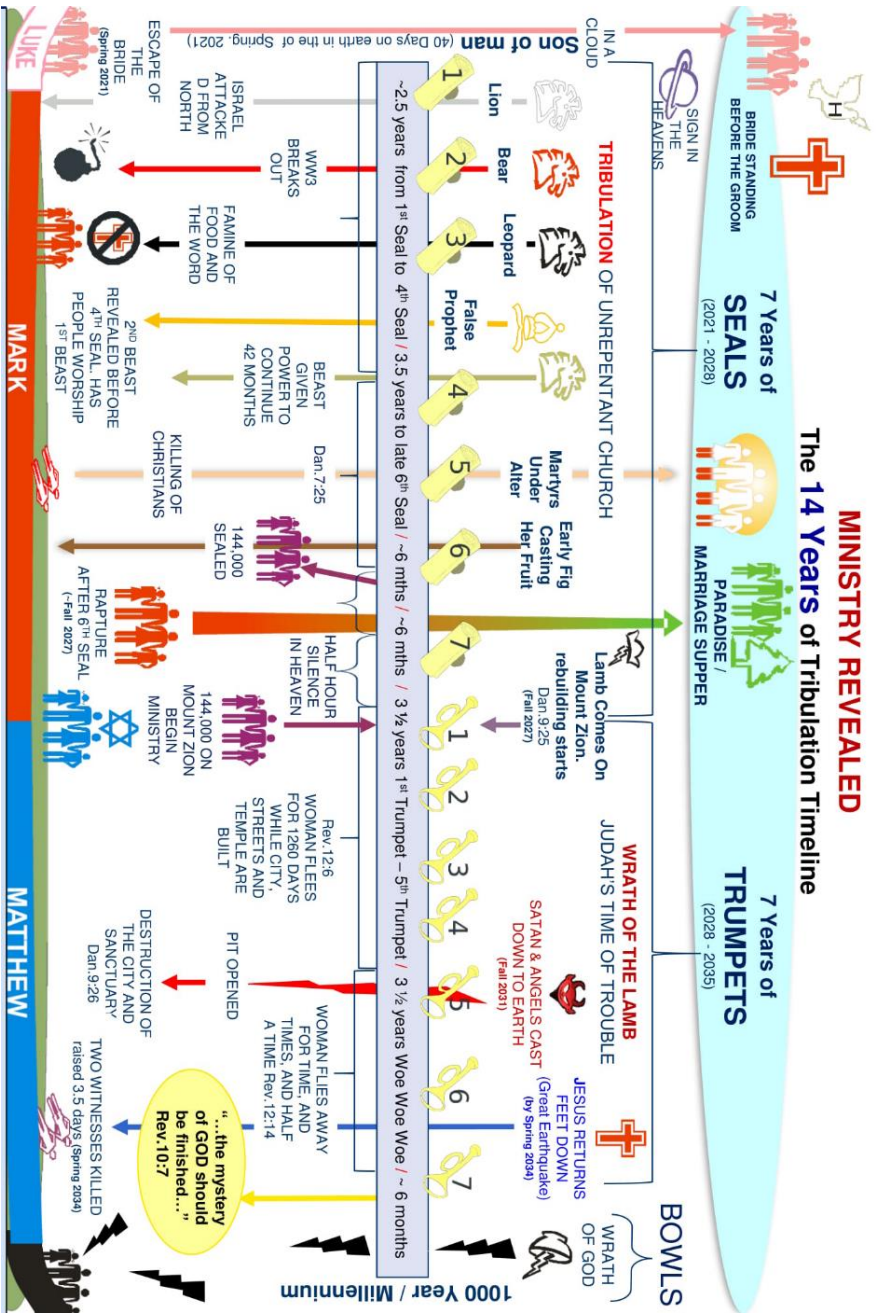 MINISTRY REVEALED
The 14 Years of Tribulation Timeline
H
BRIDE STANDING
BEFORE THE GROOM
7 Years of
SEALS
(2021 - 2028)
PARADISE /
MARRIAGE SUPPER
7 Years of
TRUMPETS
(2028 - 2035)
IN A
CLOUD
SIGN IN
THE
HEAVENS
TRIBULATION OF UNREPENTANT CHURCH
WRATH OF THE LAMB
JUDAH'S TIME OF TROUBLE
BOWLS
WRATH
OF GOD
Son of man
(40 Days on earth in the of Spring. 2021)
Lion
Bear
Leopard
False
Prophet
Martyrs
Under
Alter
Early Fig
Casting
Her Fruit
Lamb Comes On
Mount Zion.
rebuilding starts
Dan.9:25
(Fall 2027)
SATAN & ANGELS CAST
DOWN TO EARTH
(Fall 2031)
JESUS RETURNS
FEET DOWN
(Great Earthquake)
(by Spring 2034)
1
2
3
4
5
6
7
1
2
3
4
5
6
7
~2.5 years from 1st Seal to 4th Seal / 3.5 years to late 6th Seal / ~6 mths / ~6 mths / 3 ½ years 1st Trumpet – 5th Trumpet / 3 ½ years Woe Woe Woe / ~ 6 months
1000 Year / Millennium
ESCAPE OF
THE
BRIDE
(Spring 2021)
ISRAEL
ATTACKE
D FROM
NORTH
WW3
BREAKS
OUT
FAMINE OF
FOOD AND
THE WORD
2ND BEAST
REVEALED BEFORE
4TH SEAL. HAS
PEOPLE WORSHIP
1ST BEAST
BEAST
GIVEN
POWER TO
CONTINUE
42 MONTHS
Dan.7:25
KILLING OF
CHRISTIANS
144,000
SEALED
RAPTURE
AFTER 6TH SEAL
(~Fall 2027)
HALF HOUR
SILENCE
IN HEAVEN
144,000 ON
MOUNT ZION
BEGIN
MINISTRY
Rev.12:6
WOMAN FLEES
FOR 1260 DAYS
WHILE CITY,
STREETS AND
TEMPLE ARE
BUILT
PIT OPENED
DESTRUCTION OF
THE CITY AND
SANCTUARY
Dan.9:26
WOMAN FLIES AWAY
FOR TIME, AND
TIMES, AND HALF
A TIME Rev.12:14
TWO WITNESSES KILLED
raised 3.5 days (Spring 2034)
"...the mystery
of GOD should
be finished..."
Rev.10:7
LUKE
MARK
MATTHEW